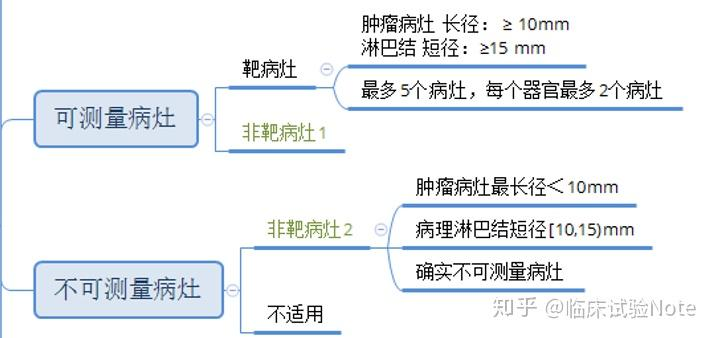 肿瘤病灶 长径：≥ 10mm
淋巴结 短径：≥15 mm
靶病灶
最多5个病灶，每个器官最多2个病灶
可测量病灶
非靶病灶1
肿瘤病灶最长径＜10mm
非靶病灶2
病理淋巴结短径[10,15)mm
不可测量病灶
确实不可测量病灶
不适用
知乎 @临床试验Note